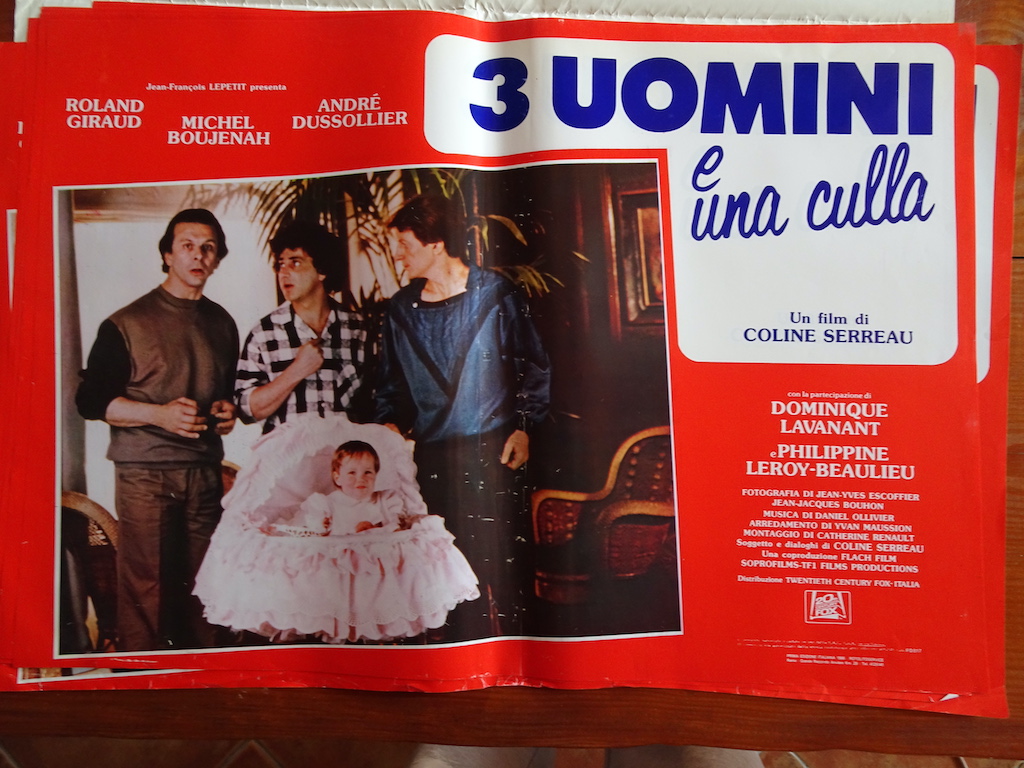 Jean-François LEPETIT presenta
ROLAND
GIRAUD
MICHEL
BOUJENAH
ANDRÉ
DUSSOLLIER
3 UOMINI
e
una culla
Un film di
COLINE SERREAU
con la partecipazione di
DOMINIQUE
LAVANANT
e PHILIPPINE
LEROY-BEAULIEU
FOTOGRAFIA DI JEAN-YVES ESCOFFIER
JEAN-JACQUES BOUHON
MUSICA DI DANIEL OLLIVIER
ARREDAMENTO DI YVAN MAUSSION
MONTAGGIO DI CATHERINE RENAULT
Soggetto e dialoghi di COLINE SERREAU
Una coproduzione FLACH FILM
SOPROFILMS-TF1 FILMS PRODUCTIONS
Distribuzione TWENTIETH CENTURY FOX-ITALIA
20th
CENTURY
FOX